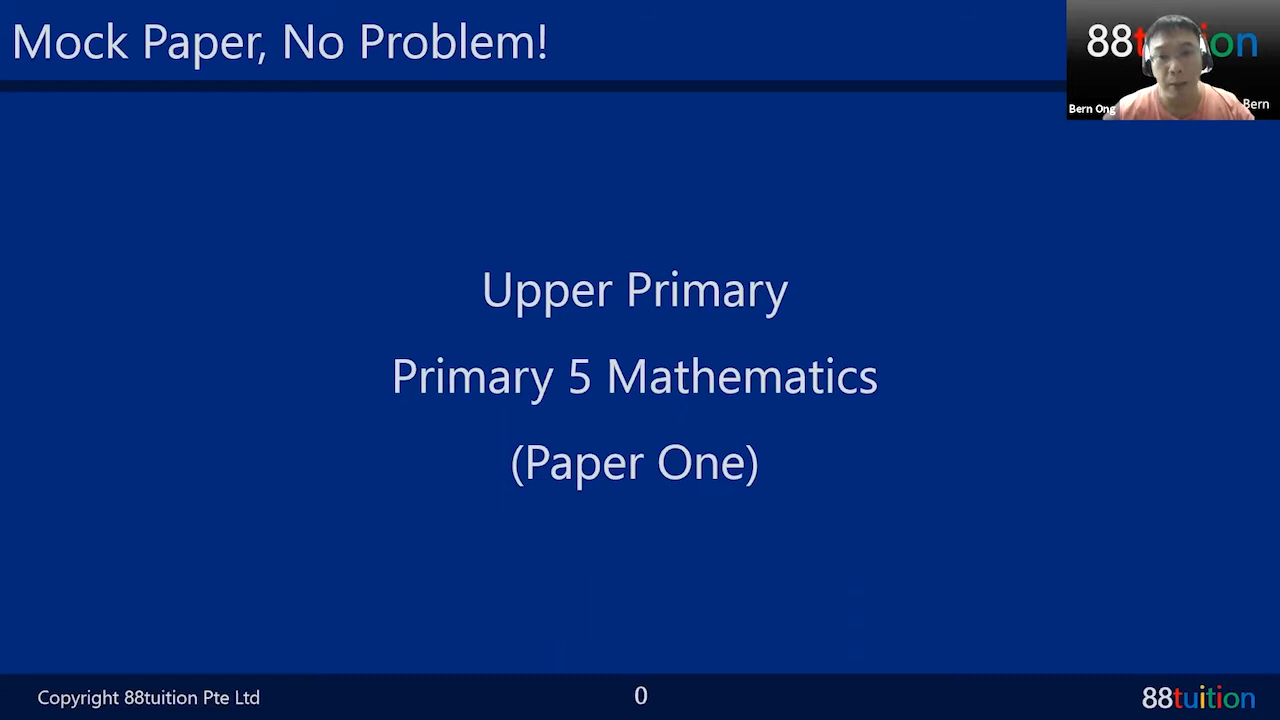 Mock Paper, No Problem!
88tuition
Bern Ong
Bern
Upper Primary
Primary 5 Mathematics
(Paper One)
Copyright 88tuition Pte Ltd
0
88tuition